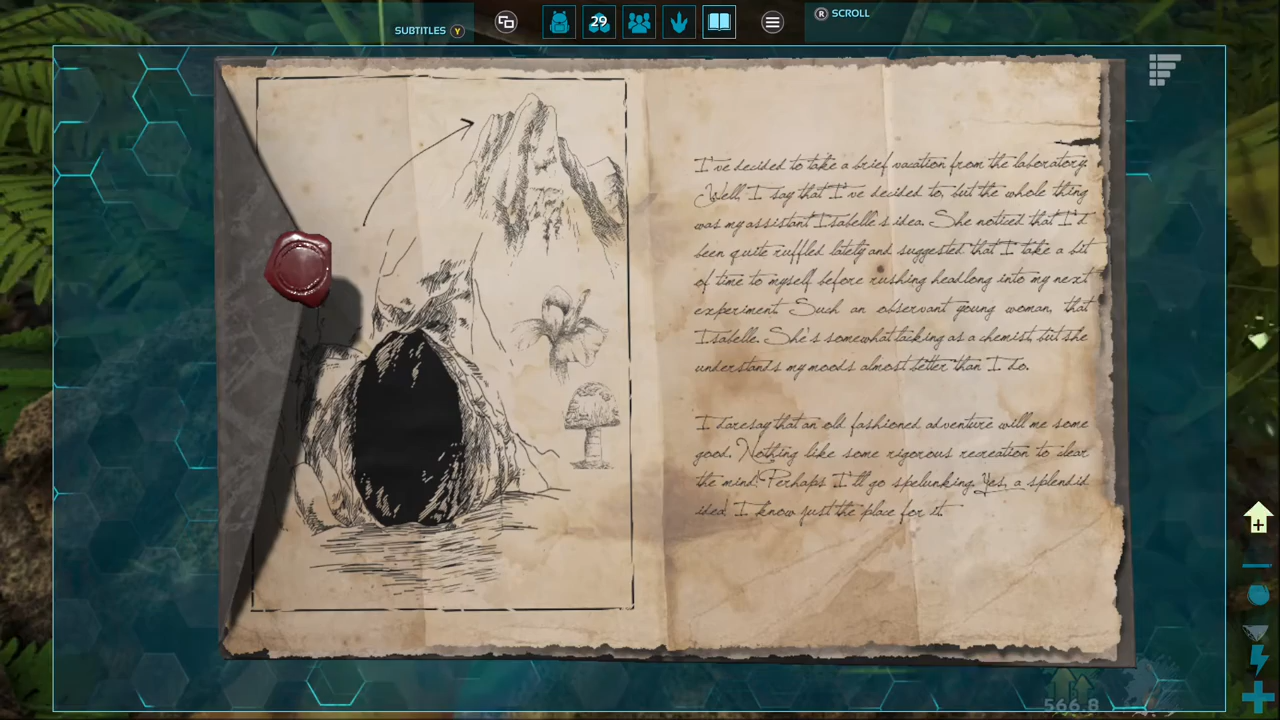 SUBTITLES Y
29
R SCROLL
I've decided to take a brief vacation from the laboratory.
Well, I say that I've decided to, but the whole thing
was my assistant Isabelle's idea. She noticed that I'd
been quite ruffled lately and suggested that I take a bit
of time to myself before rushing headlong into my next
experiment. Such an observant young woman, that
Isabelle. She's somewhat lacking as a chemist, but she
understands my moods almost better than I do.
I daresay that an old fashioned adventure will me some
good. Nothing like some rigorous recreation to clear
the mind! Perhaps I'll go spelunking. Yes, a splendid
idea! I know just the place for it.
566.8